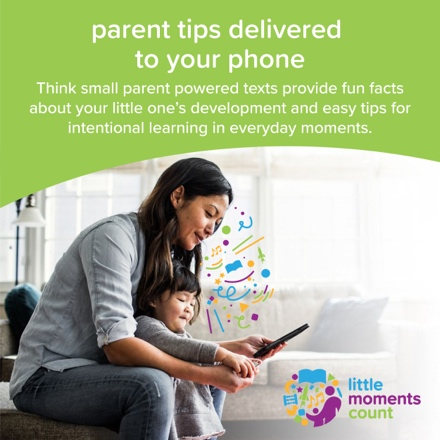 parent tips delivered
to your phone
Think small parent powered texts provide fun facts
about your little one's development and easy tips for
intentional learning in everyday moments.
little
moments
count